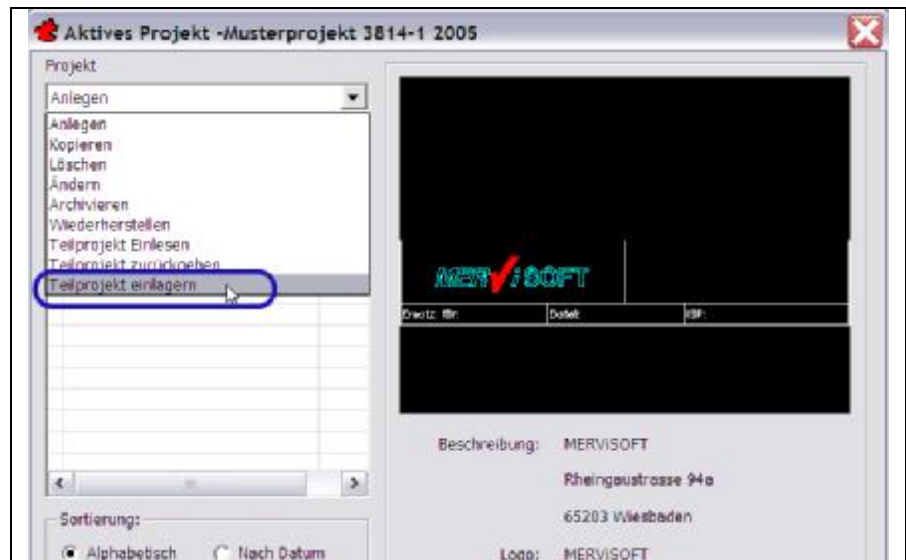 Aktives Projekt -Musterprojekt 3814-1 2005
Projekt
Anlegen
Anlegen
Kopieren
Löschen
Ändern
Archivieren
Wiederherstellen
Teilprojekt Einlesen
Teilprojekt zurückgeben
Teilprojekt einlagern
MERViSOFT
Ersatz für:
Datei:
Beschreibung: MERViSOFT
Rheingaustrasse 94a
65203 Wiesbaden
Sortierung:
Alphabetisch
Nach Datum
Logo: MERViSOFT